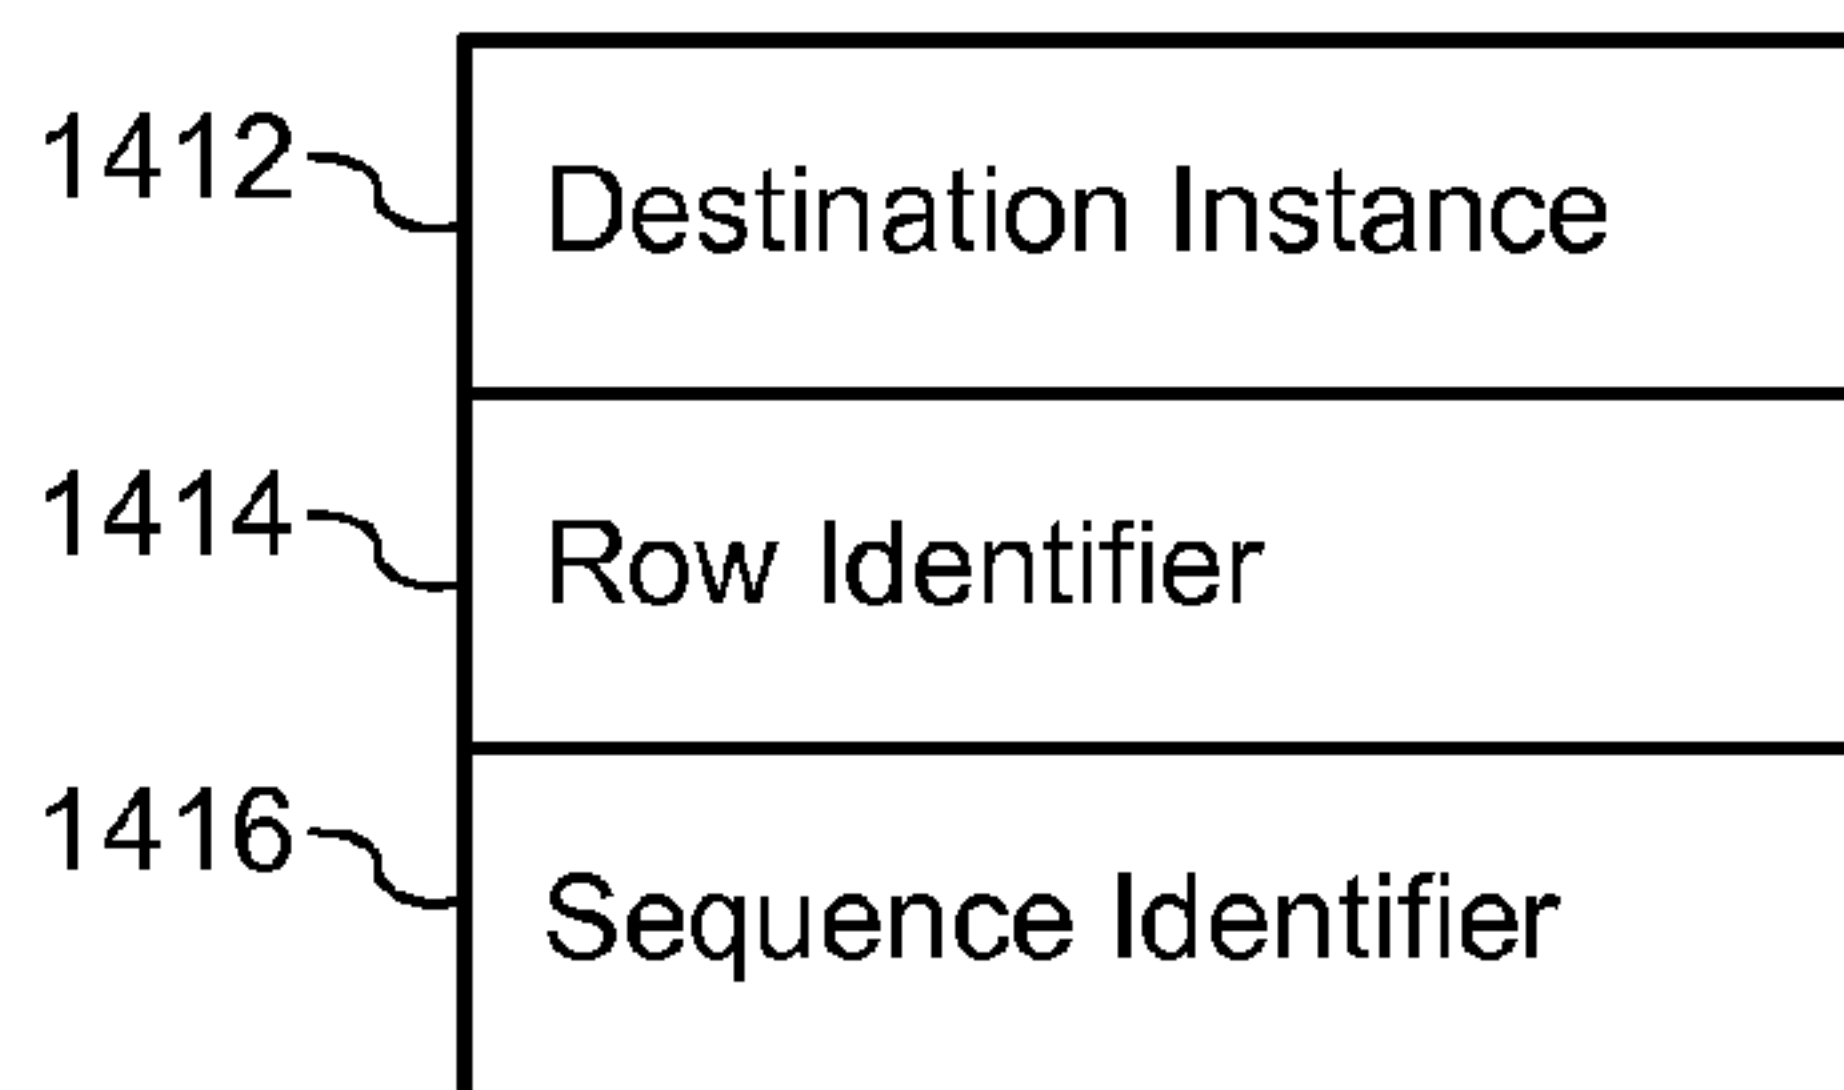 1412 Destination Instance
1414 Row Identifier
1416 Sequence Identifier